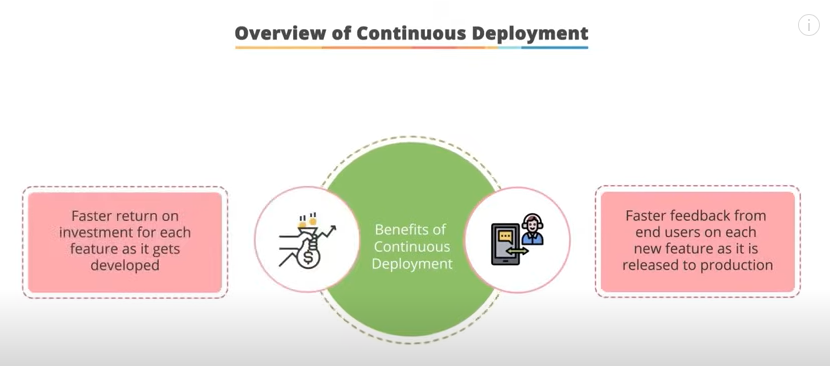 Overview of Continuous Deployment
Faster return on
investment for each
feature as it gets
developed
Benefits of
Continuous
Deployment
Faster feedback from
end users on each
new feature as it is
released to production